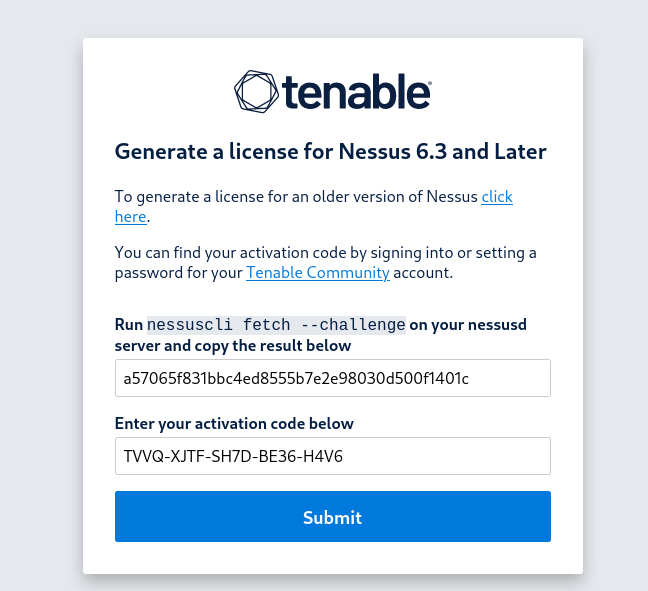 tenable
Generate a license for Nessus 6.3 and Later
To generate a license for an older version of Nessus click
here.
You can find your activation code by signing into or setting a
password for your Tenable Community account.
Run nessuscli fetch --challenge on your nessusd
server and copy the result below
a57065f831bbc4ed8555b7e2e98030d500f1401c
Enter your activation code below
TVVQ-XJTF-SH7D-BE36-H4V6
Submit